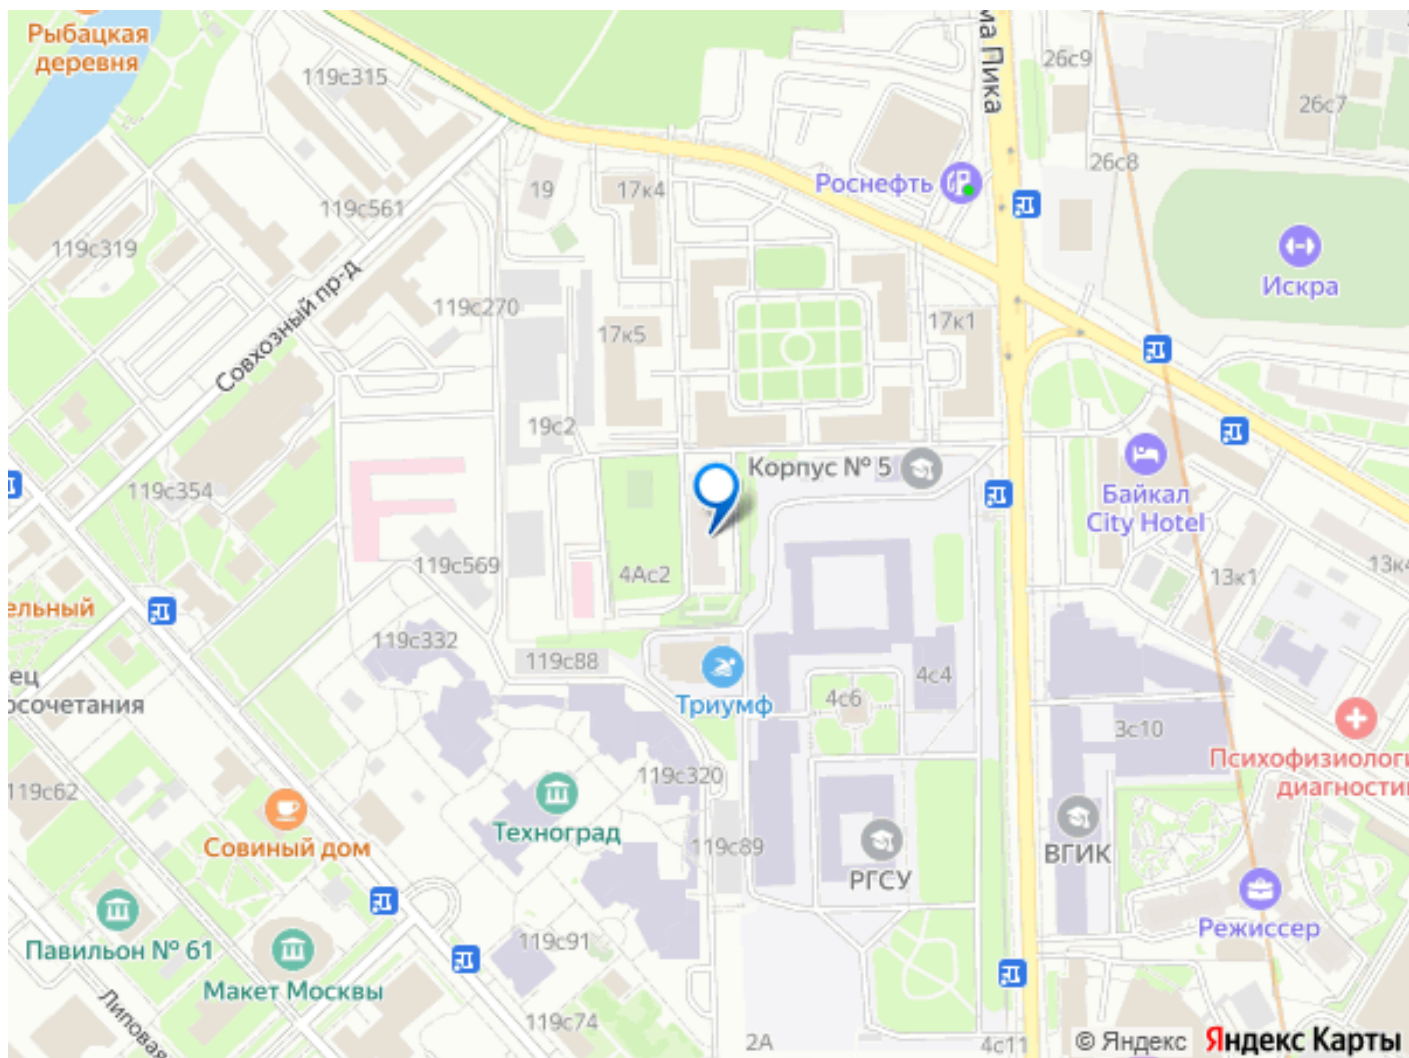 Рыбацкая
деревня
119с315
ма Пика
26с9
26с7
26с8
Роснефть
19
17к4
119с561
119с319
Искра
Совхозный пр-д
119с270
17к5
17к1
19с2
Корпус № 5
Байкал
City Hotel
119с354
119с569
4Ас2
13к1
13к4
ельный
119с332
119с88
ец
осочетания
4с4
4с6
Триумф
3с10
Психофизиологи
диагностик
119с62
119с320
Техноград
Совиный дом
119с89
РГСУ
ВГИК
Режиссер
Павильон № 61
119с91
Макет Москвы
Липовая
119с74
2А
4с11
© Яндекс Яндекс Карты